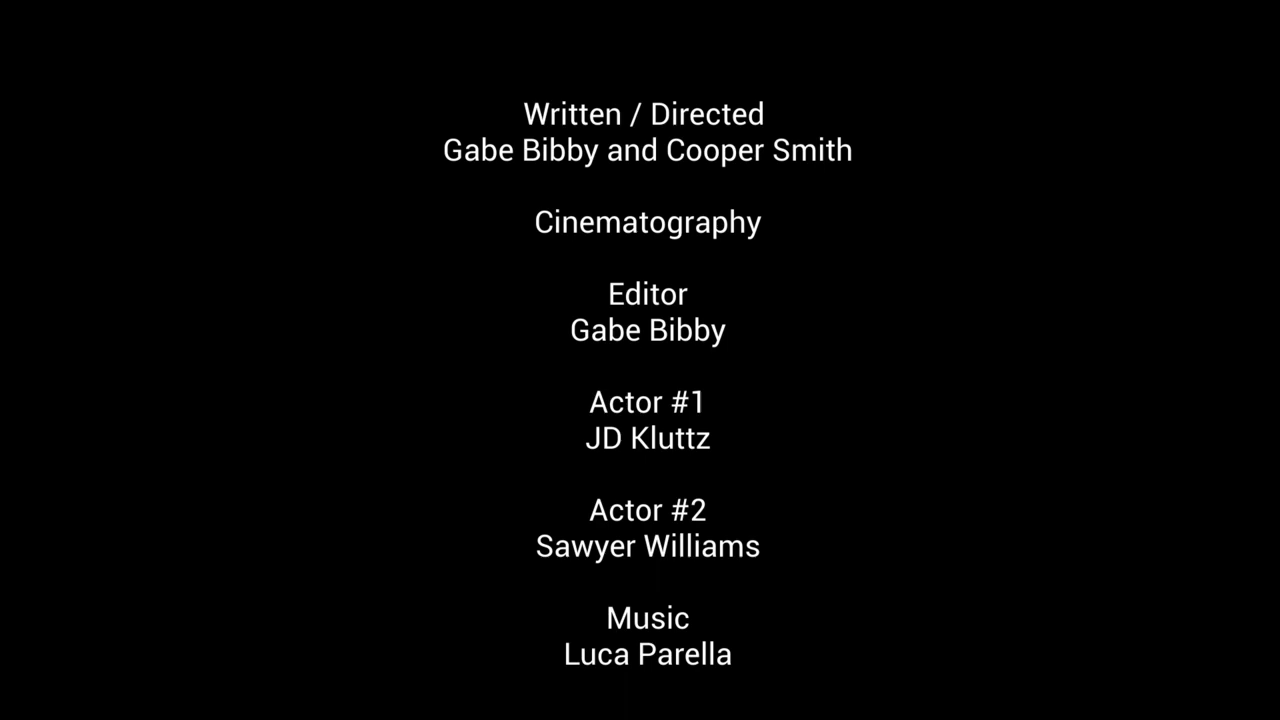 Written / Directed
Gabe Bibby and Cooper Smith
Cinematography
Editor
Gabe Bibby
Actor #1
JD Kluttz
Actor #2
Sawyer Williams
Music
Luca Parella